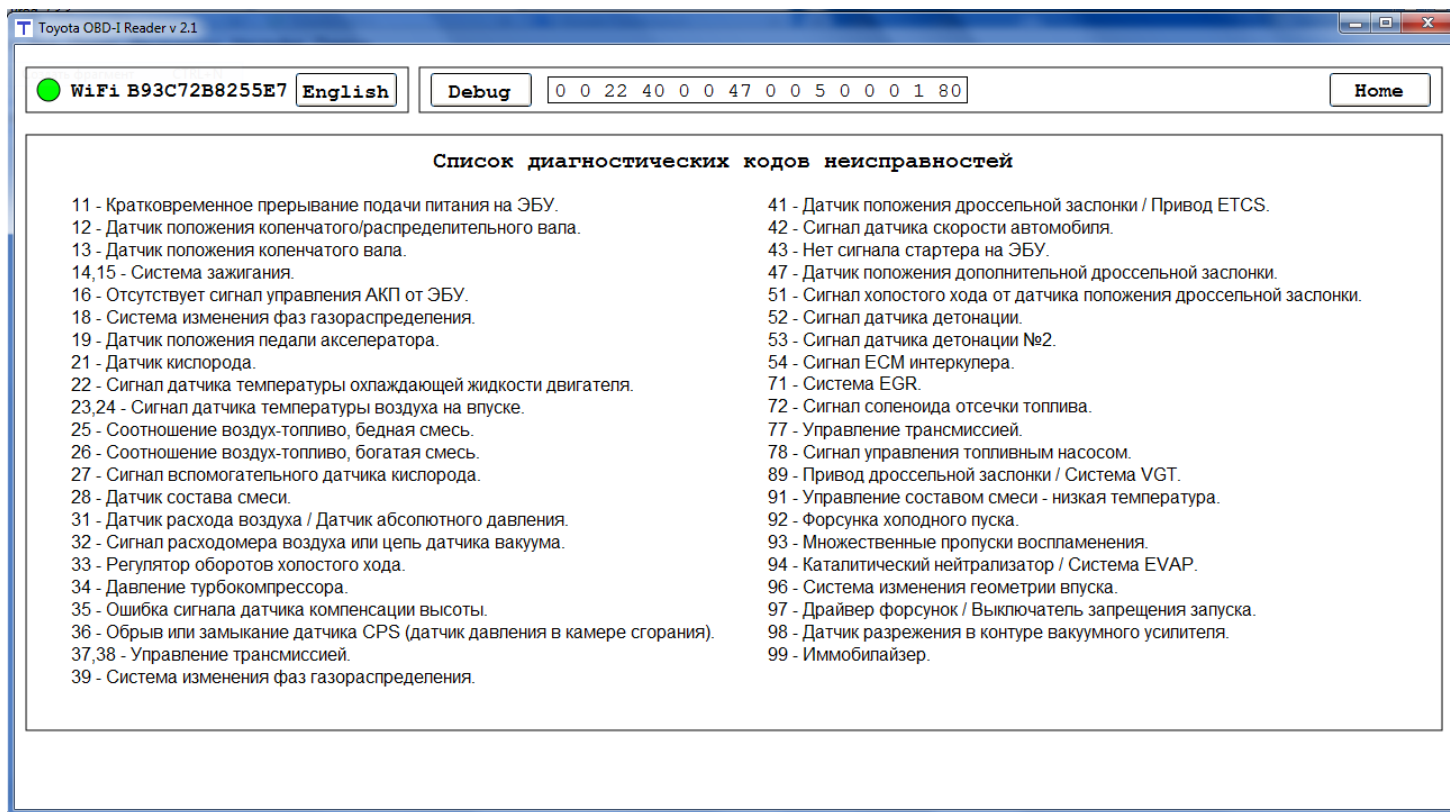 Toyota OBD-I Reader v 2.1
WiFi B93C72B8255E7 English Debug 0 0 22 40 0 0 47 0 0 5 0 0 0 1 80 Home
Список диагностических кодов неисправностей
11 - Кратковременное прерывание подачи питания на ЭБУ.
12 - Датчик положения коленчатого/распределительного вала.
13 - Датчик положения коленчатого вала.
14,15 - Система зажигания.
16 - Отсутствует сигнал управления АКП от ЭБУ.
18 - Система изменения фаз газораспределения.
19 - Датчик положения педали акселератора.
21 - Датчик кислорода.
22 - Сигнал датчика температуры охлаждающей жидкости двигателя.
23,24 - Сигнал датчика температуры воздуха на впуске.
25 - Соотношение воздух-топливо, бедная смесь.
26 - Соотношение воздух-топливо, богатая смесь.
27 - Сигнал вспомогательного датчика кислорода.
28 - Датчик состава смеси.
31 - Датчик расхода воздуха / Датчик абсолютного давления.
32 - Сигнал расходомера воздуха или цепь датчика вакуума.
33 - Регулятор оборотов холостого хода.
34 - Давление турбокомпрессора.
35 - Ошибка сигнала датчика компенсации высоты.
36 - Обрыв или замыкание датчика CPS (датчик давления в камере сгорания).
37,38 - Управление трансмиссией.
39 - Система изменения фаз газораспределения.
41 - Датчик положения дроссельной заслонки / Привод ETCS.
42 - Сигнал датчика скорости автомобиля.
43 - Нет сигнала стартера на ЭБУ.
47 - Датчик положения дополнительной дроссельной заслонки.
51 - Сигнал холостого хода от датчика положения дроссельной заслонки.
52 - Сигнал датчика детонации.
53 - Сигнал датчика детонации №2.
54 - Сигнал ECM интеркулера.
71 - Система EGR.
72 - Сигнал соленоида отсечки топлива.
77 - Управление трансмиссией.
78 - Сигнал управления топливным насосом.
89 - Привод дроссельной заслонки / Система VGT.
91 - Управление составом смеси - низкая температура.
92 - Форсунка холодного пуска.
93 - Множественные пропуски воспламенения.
94 - Каталитический нейтрализатор / Система EVAP.
96 - Система изменения геометрии впуска.
97 - Драйвер форсунок / Выключатель запрещения запуска.
98 - Датчик разрежения в контуре вакуумного усилителя.
99 - Иммобилайзер.